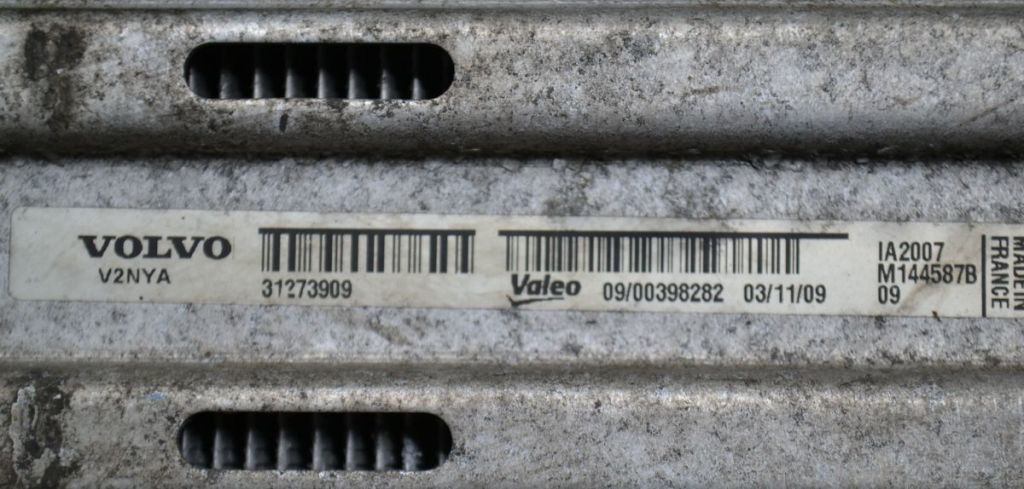 VOLVO
V2NYA
31273909
Valeo 09/00398282 03/11/09
IA2007
M144587B
09
MADE IN
FRANCE